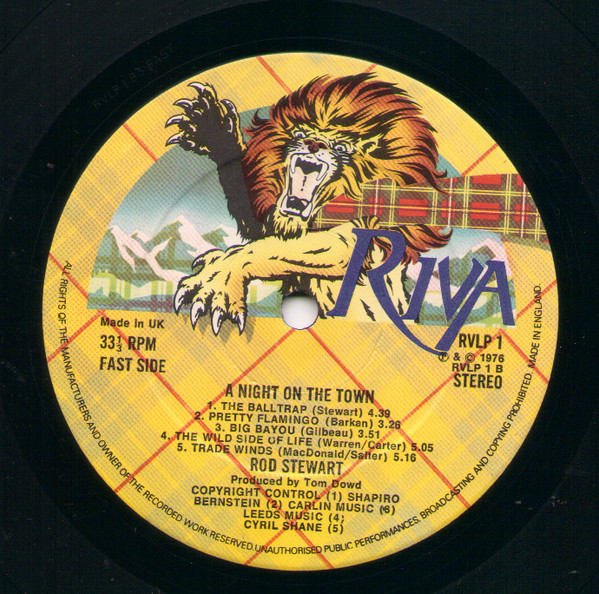 RVLP 1 B3 FAST
RIVA
Made in UK
33⅓ RPM
FAST SIDE
RVLP 1
℗ & © 1976
RVLP 1 B
STEREO
A NIGHT ON THE TOWN
1. THE BALLTRAP (Stewart) 4.39
2. PRETTY FLAMINGO (Barkan) 3.26
3. BIG BAYOU (Gilbeau) 3.51
4. THE WILD SIDE OF LIFE (Warren/Carter) 5.05
5. TRADE WINDS (MacDonald/Salter) 5.16
ROD STEWART
Produced by Tom Dowd
COPYRIGHT CONTROL (1) SHAPIRO
BERNSTEIN (2) CARLIN MUSIC (3)
LEEDS MUSIC (4)
CYRIL SHANE (5)
ALL RIGHTS OF THE MANUFACTURERS AND OWNER OF THE RECORDED WORK RESERVED. UNAUTHORISED PUBLIC PERFORMANCES, BROADCASTING AND COPYING PROHIBITED. MADE IN ENGLAND.